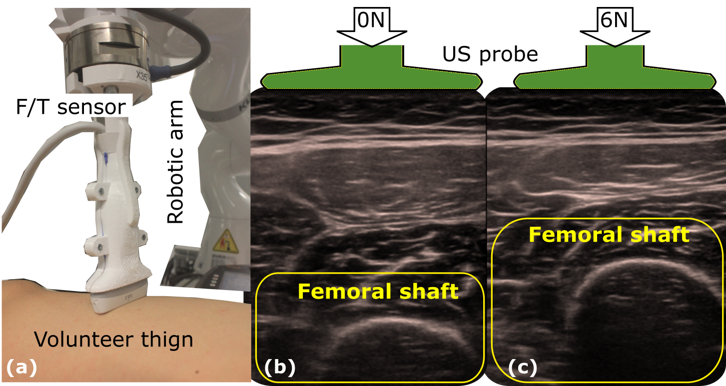 F/T sensor
Robotic arm
Volunteer thign
(a)
0N
6N
US probe
Femoral shaft
(b)
Femoral shaft
(c)